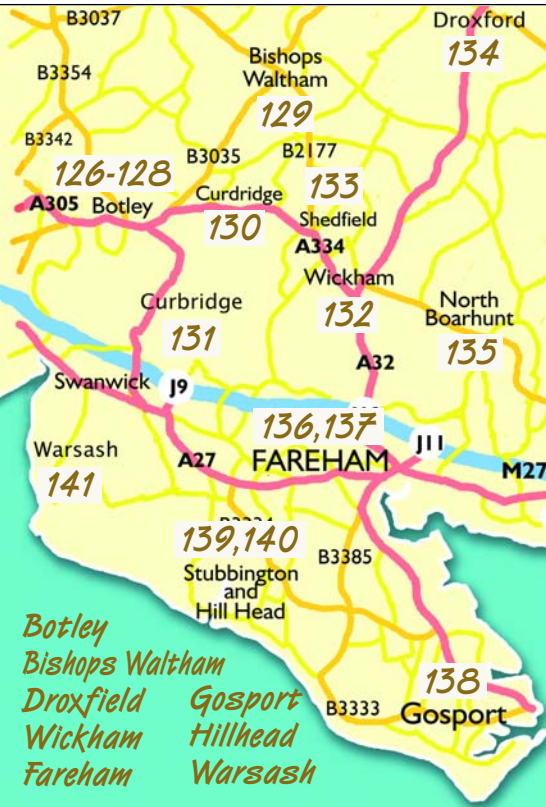 B3037
Droxford
134
B3354
Bishops
Waltham
129
B3342
B3035
B2177
126-128
133
A305 Botley
Curdridge
130
Shedfield
A334
Wickham
132
Curbridge
131
North
Boarhunt
135
A32
Swanwick
J9
136,137
J11
Warsash
141
A27
FAREHAM
M27
139,140
B3385
Stubbington
and
Hill Head
138
B3333
Gosport
Botley
Bishops Waltham
Droxfield
Gosport
Wickham
Hillhead
Fareham
Warsash